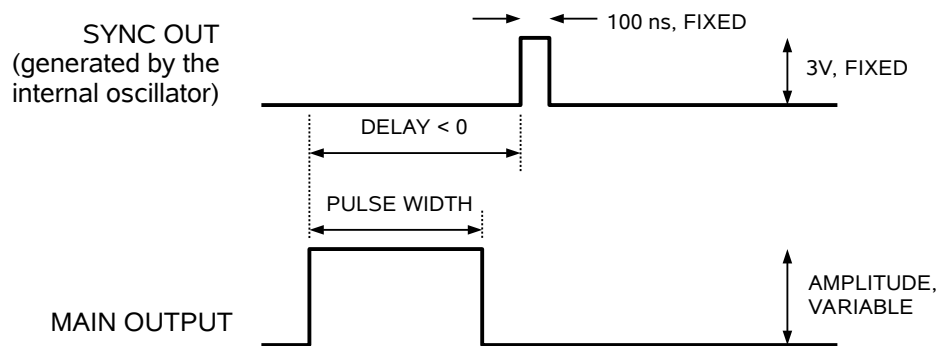 SYNC OUT
(generated by the
internal oscillator)
100 ns, FIXED
3V, FIXED
DELAY < 0
PULSE WIDTH
MAIN OUTPUT
AMPLITUDE,
VARIABLE